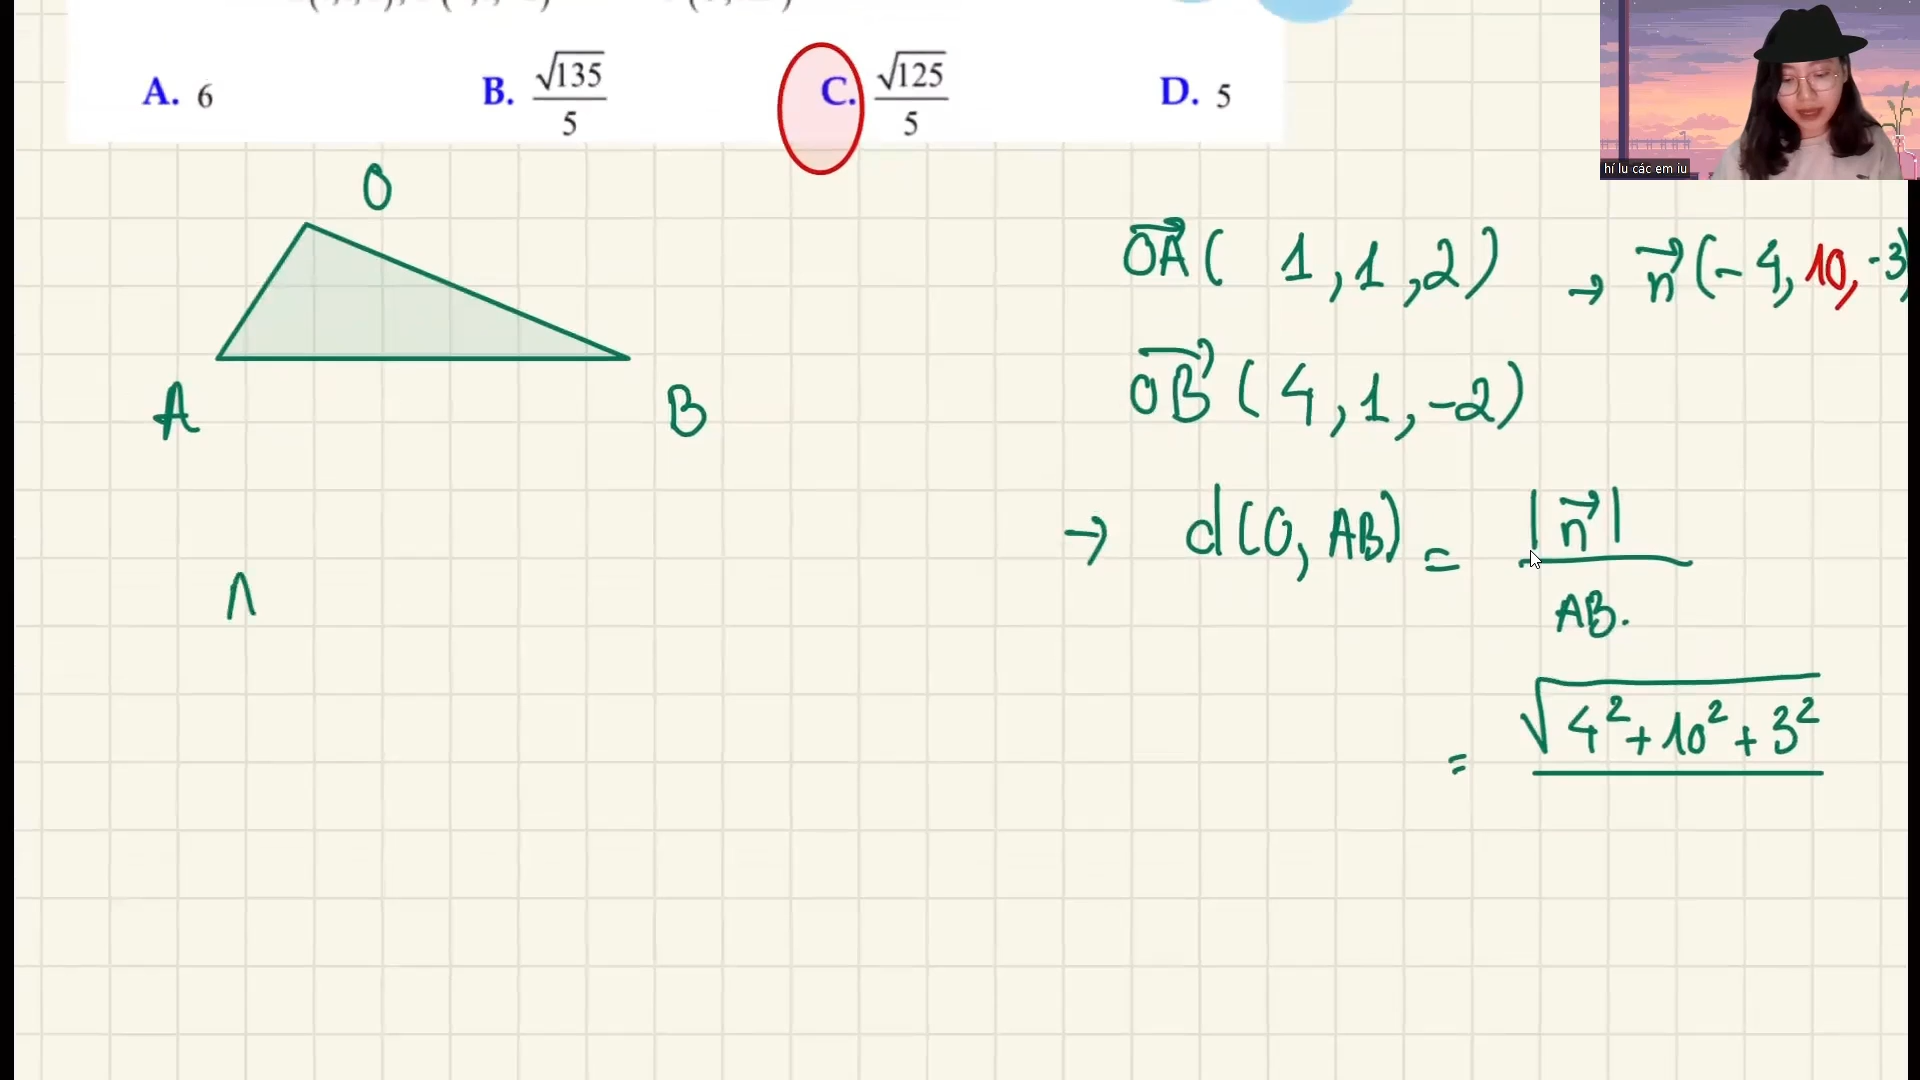 A. 6 B. √135/5 C. √125/5 D. 5
hí lu các em iu
O
A B
→OA ( 1 , 1 , 2 ) → →n (- 4, 10, -3)
→OB ( 4 , 1 , -2 )
→ d(O, AB) = |→n| / AB.
= √4² + 10² + 3²